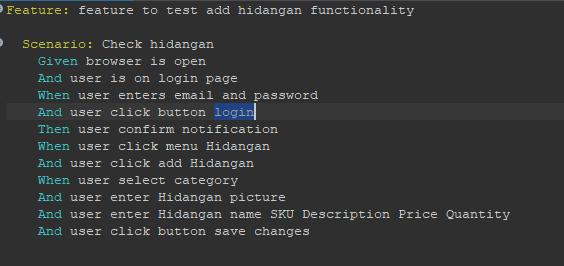 Feature: feature to test add hidangan functionality
Scenario: Check hidangan
Given browser is open
And user is on login page
When user enters email and password
And user click button login
Then user confirm notification
When user click menu Hidangan
And user click add Hidangan
When user select category
And user enter Hidangan picture
And user enter Hidangan name SKU Description Price Quantity
And user click button save changes